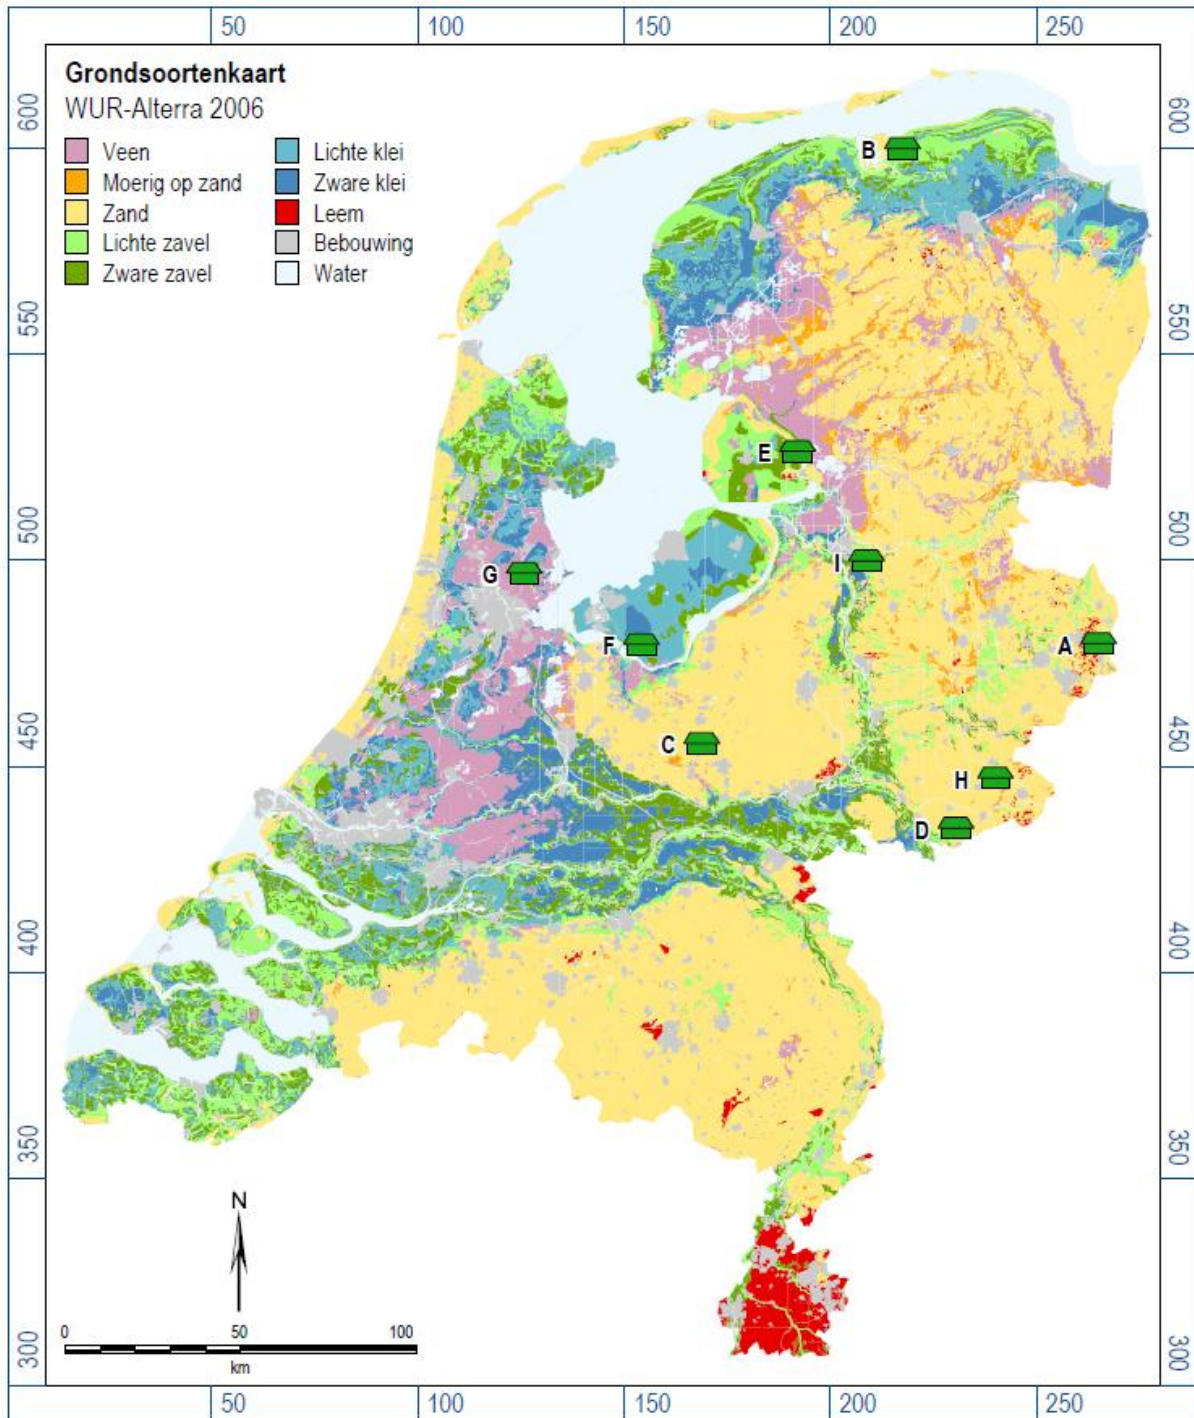 50 100 150 200 250
Grondsoortenkaart
WUR-Alterra 2006
Veen
Moerig op zand
Zand
Lichte zavel
Zware zavel
Lichte klei
Zware klei
Leem
Bebouwing
Water
600
550
500
450
400
350
300
B
E
I
G
A
F
C
H
D
N
0 50 100
km
600
550
500
450
400
350
300
50 100 150 200 250